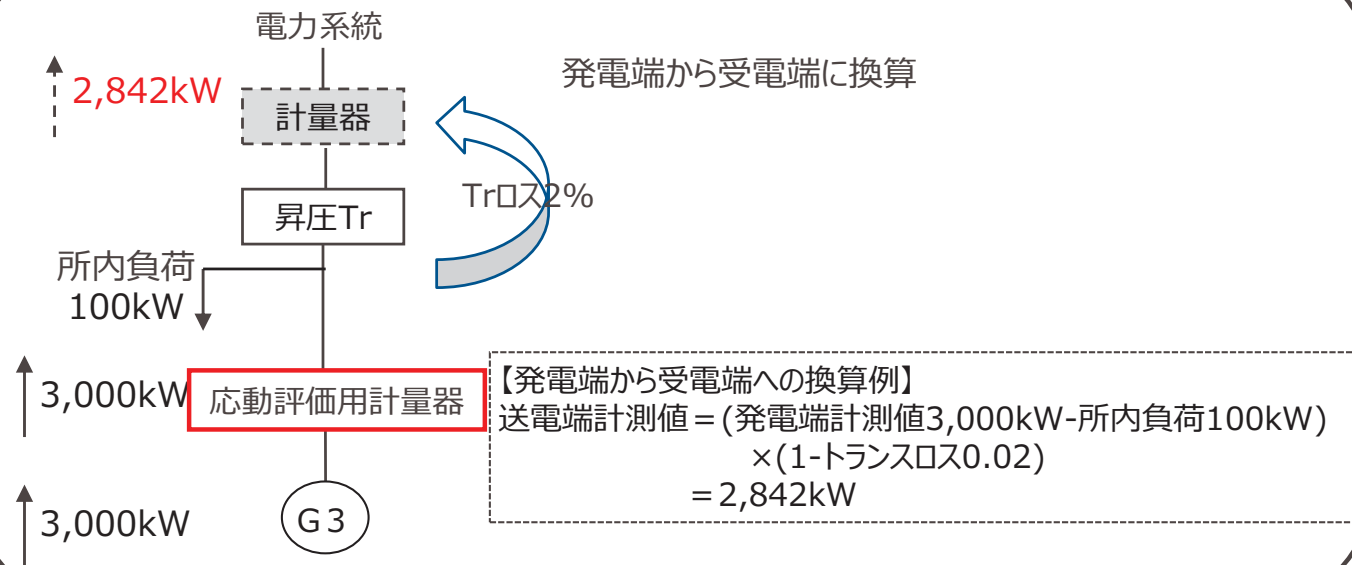 電力系統
2,842kW
発電端から受電端に換算
計量器
Trロス2%
昇圧Tr
所内負荷
100kW
3,000kW
応動評価用計量器
【発電端から受電端への換算例】
送電端計測値＝(発電端計測値3,000kW-所内負荷100kW)
×(1-トランスロス0.02)
＝2,842kW
3,000kW
G3